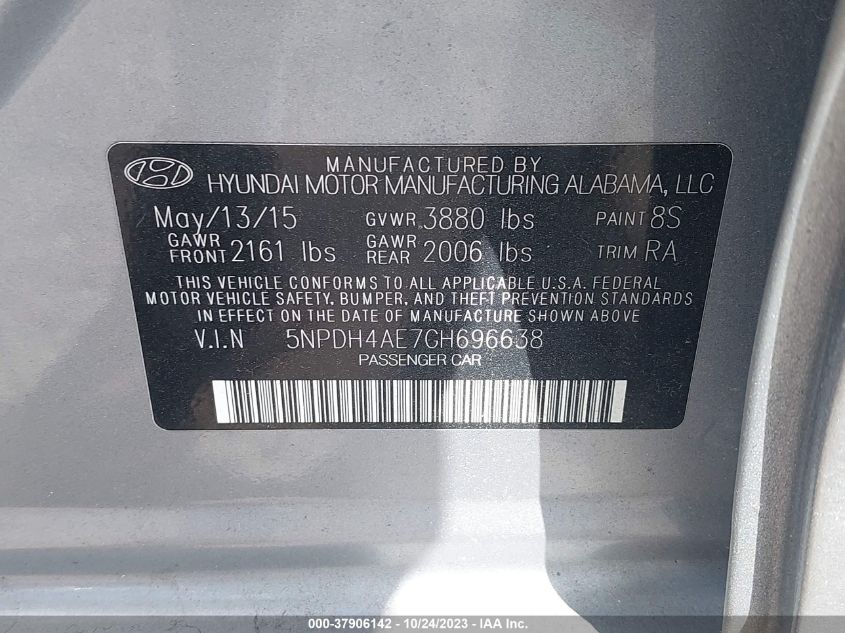 MANUFACTURED BY
HYUNDAI MOTOR MANUFACTURING ALABAMA, LLC
May/13/15 GVWR 3880 lbs PAINT 8S
GAWR FRONT 2161 lbs GAWR REAR 2006 lbs TRIM RA
THIS VEHICLE CONFORMS TO ALL APPLICABLE U.S.A. FEDERAL
MOTOR VEHICLE SAFETY, BUMPER, AND THEFT PREVENTION STANDARDS
IN EFFECT ON THE DATE OF MANUFACTURE SHOWN ABOVE.
V.I.N 5NPDH4AE7GH696638
PASSENGER CAR
000-37906142 - 10/24/2023 - IAA Inc.